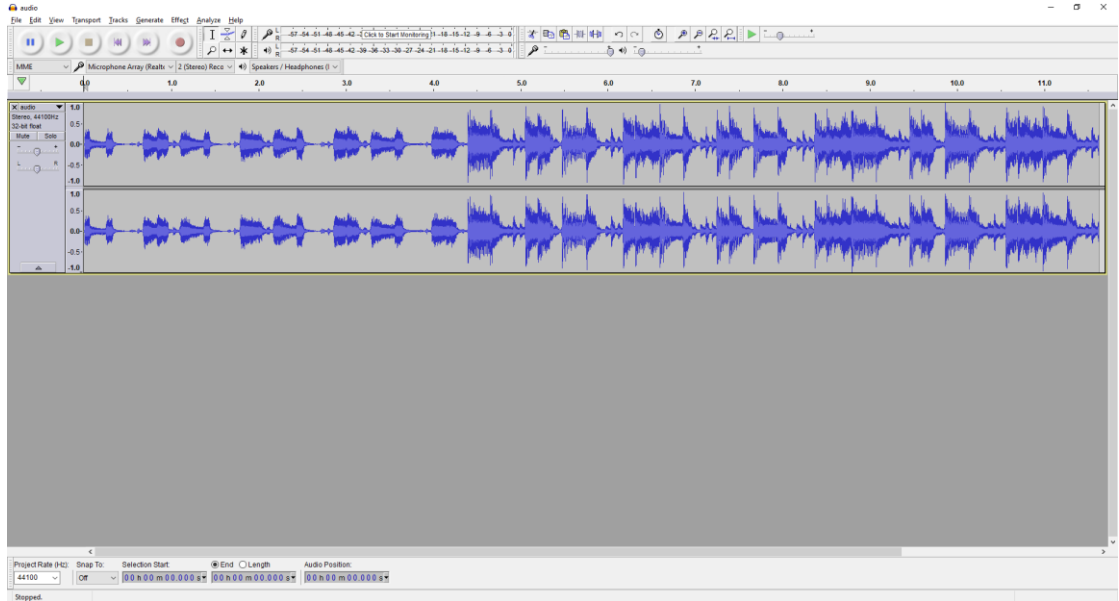 audio
File Edit View Transport Tracks Generate Effect Analyze Help
L -57 -54 -51 -48 -45 -42 -3 Click to Start Monitoring 21 -18 -15 -12 -9 -6 -3 0
R
L -57 -54 -51 -48 -45 -42 -39 -36 -33 -30 -27 -24 -21 -18 -15 -12 -9 -6 -3 0
R
MME Microphone Array (Realte 2 (Stereo) Reco Speakers / Headphones (I
0,0 1.0 2.0 3.0 4.0 5.0 6.0 7.0 8.0 9.0 10.0 11.0
X audio 1.0
Stereo, 44100Hz
32-bit float 0.5-
Mute Solo
- + 0.0-
L R -0.5-
-1.0
1.0
0.5-
0.0-
-0.5-
-1.0
Project Rate (Hz): Snap To: Selection Start: End Length Audio Position:
44100 Off 00 h 00 m 00.000 s 00 h 00 m 00.000 s 00 h 00 m 00.000 s
Stopped.